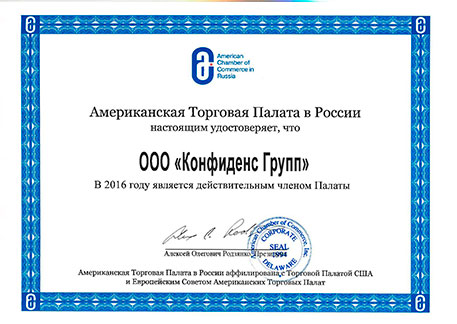 American
Chamber of
Commerce in
Russia
Американская Торговая Палата в России
настоящим удостоверяет, что
ООО «Конфиденс Групп»
В 2016 году является действительным членом Палаты
Алексей Олегович Родзянко, Президент
American Chamber of Commerce, Inc.
CORPORATE
SEAL
1994
DELAWARE
Американская Торговая Палата в России аффилирована с Торговой Палатой США
и Европейским Советом Американских Торговых Палат